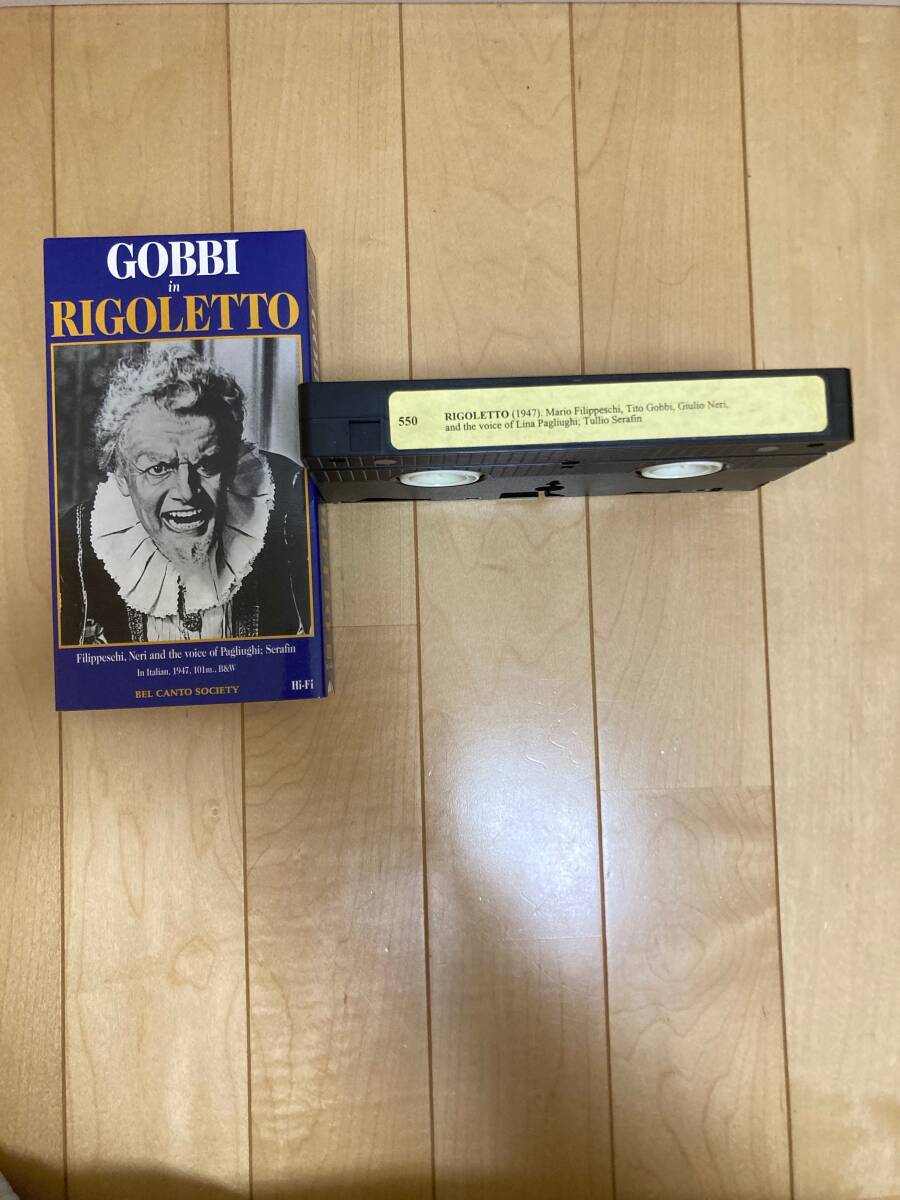 GOBBI
in
RIGOLETTO
Filippeschi, Neri and the voice of Pagliughi; Serafin
In Italian, 1947, 101m., B&W
BEL CANTO SOCIETY
Hi-Fi
550
RIGOLETTO (1947). Mario Filippeschi, Tito Gobbi, Giulio Neri,
and the voice of Lina Pagliughi; Tullio Serafin